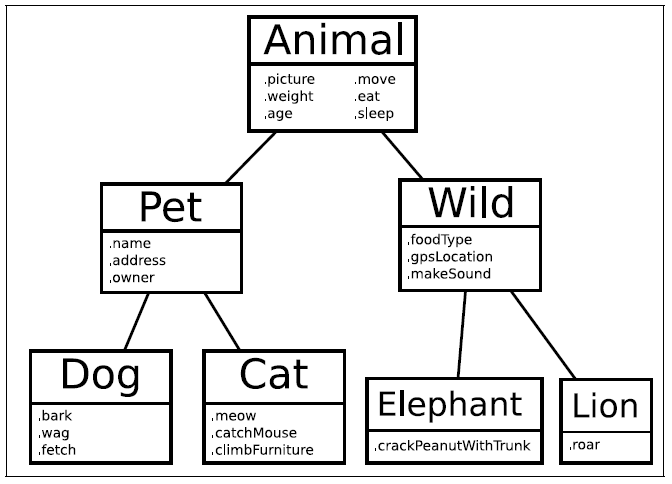 Animal
.picture .move
.weight .eat
.age .sleep
Pet
.name
.address
.owner
Wild
.foodType
.gpsLocation
.makeSound
Dog
.bark
.wag
.fetch
Cat
.meow
.catchMouse
.climbFurniture
Elephant
.crackPeanutWithTrunk
Lion
.roar